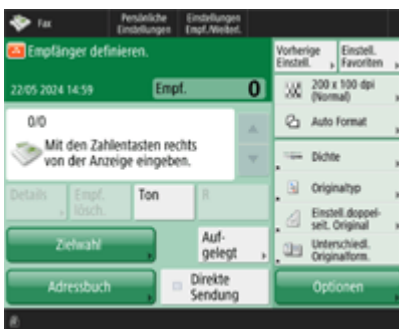 Fax
Persönliche Einstellungen
Einstellungen Empf./Weiterl.
Empfänger definieren.
22/05 2024 14:59
Empf. 0
0/0
Mit den Zahlentasten rechts
von der Anzeige eingeben.
Details
Empf. lösch.
Ton
R
Zielwahl
Auf-
gelegt
Adressbuch
Direkte
Sendung
Vorherige
Einstell.
Einstell.
Favoriten
200 x 100 dpi
(Normal)
Auto Format
Dichte
Originaltyp
Einstell.doppel-
seit. Original
Unterschiedl.
Originalform.
Optionen